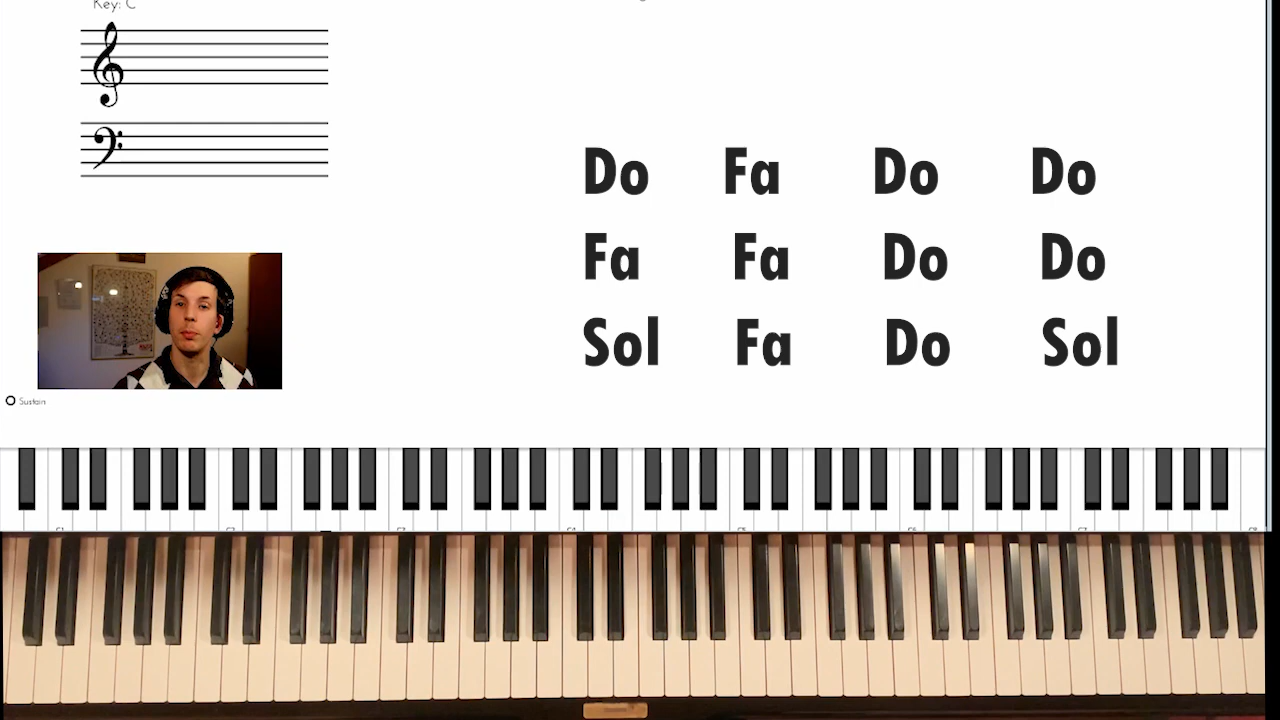 Key: C
Do Fa Do Do
Fa Fa Do Do
Sol Fa Do Sol
Sustain